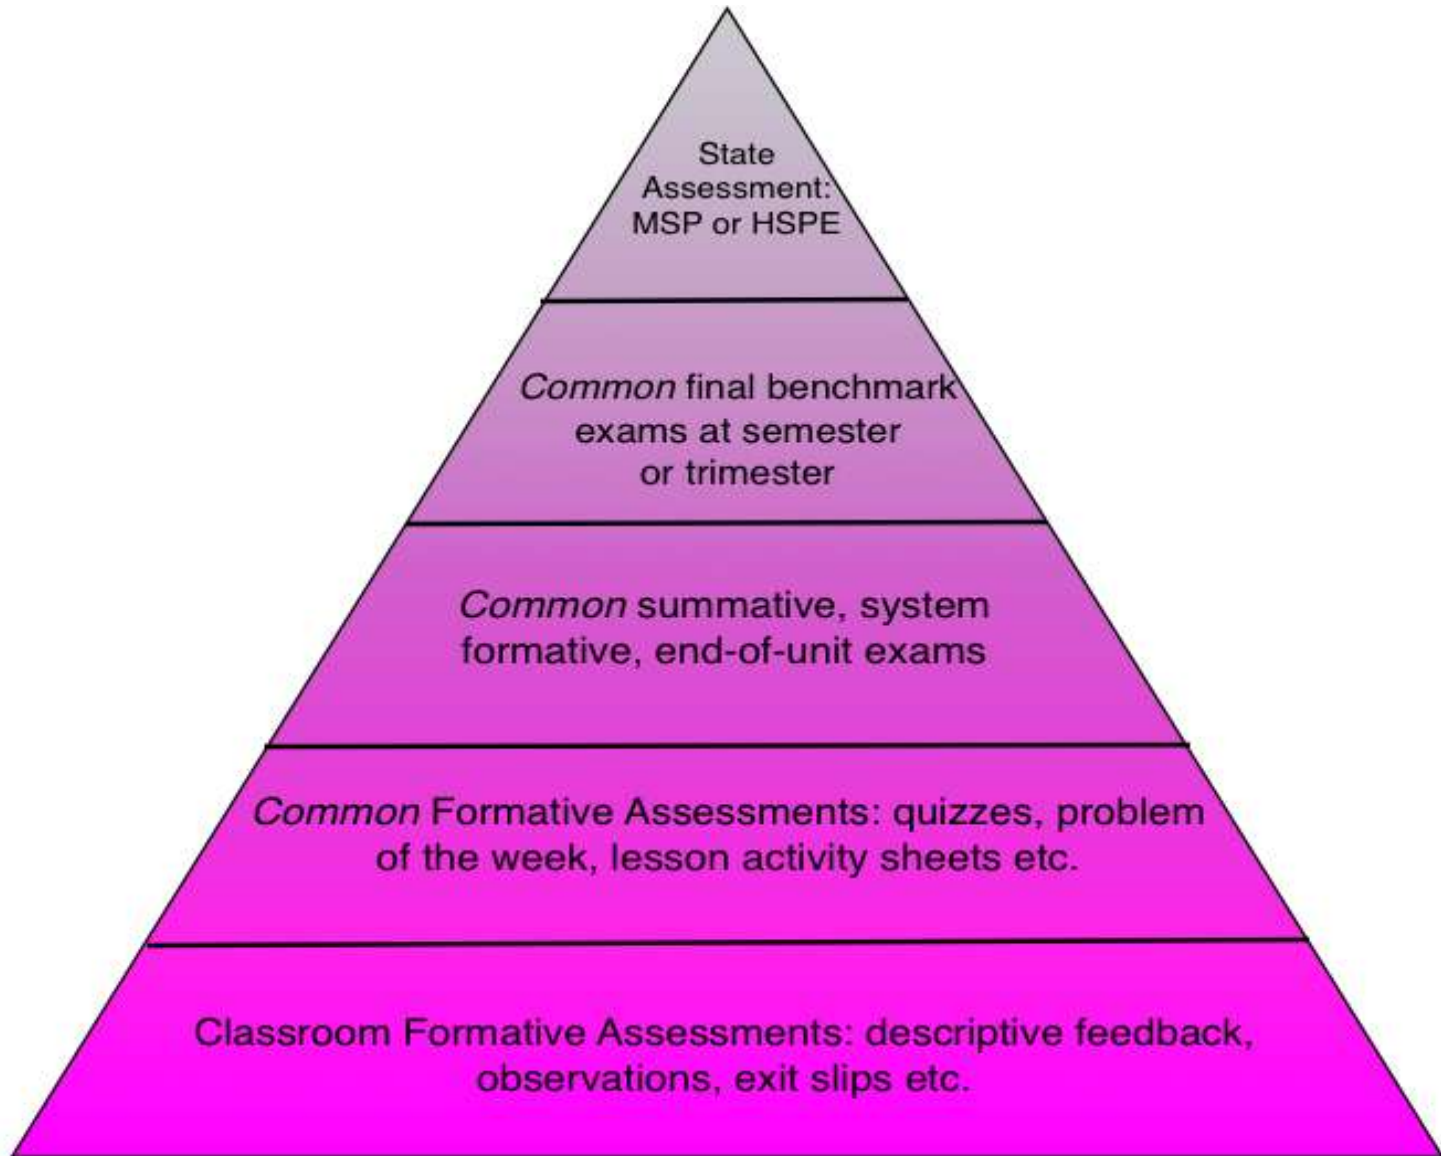 State
Assessment:
MSP or HSPE
Common final benchmark
exams at semester
or trimester
Common summative, system
formative, end-of-unit exams
Common Formative Assessments: quizzes, problem
of the week, lesson activity sheets etc.
Classroom Formative Assessments: descriptive feedback,
observations, exit slips etc.